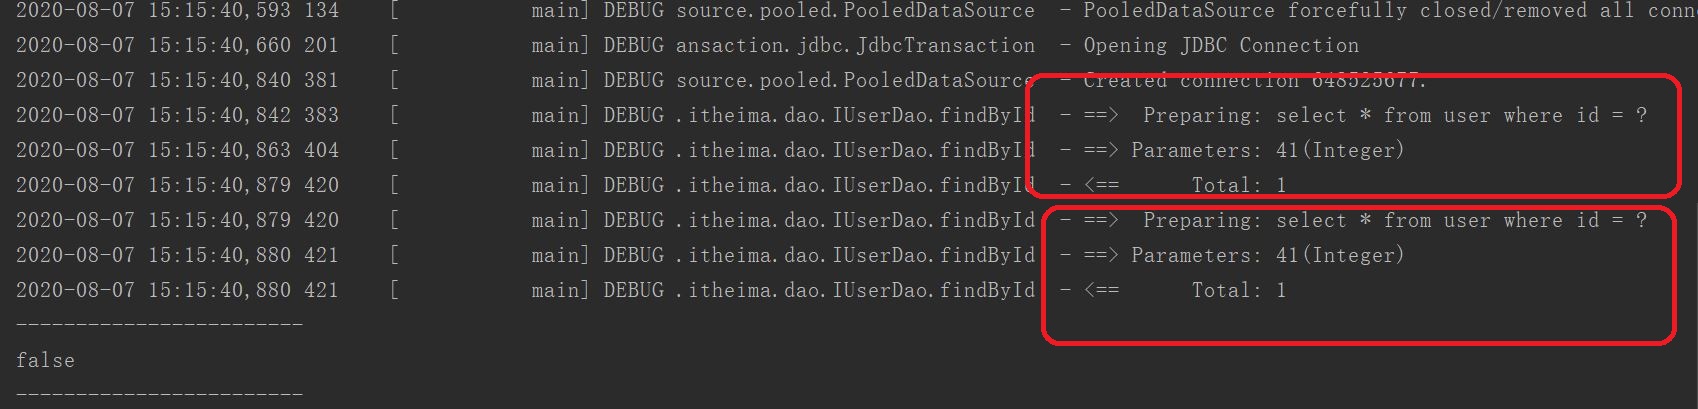 2020-08-07 15:15:40,593 134    [           main] DEBUG source.pooled.PooledDataSource  - PooledDataSource forcefully closed/removed all conn
2020-08-07 15:15:40,660 201    [           main] DEBUG ansaction.jdbc.JdbcTransaction  - Opening JDBC Connection
2020-08-07 15:15:40,840 381    [           main] DEBUG source.pooled.PooledDataSource  - Created connection 648525677.
2020-08-07 15:15:40,842 383    [           main] DEBUG .itheima.dao.IUserDao.findById  - ==>  Preparing: select * from user where id = ?
2020-08-07 15:15:40,863 404    [           main] DEBUG .itheima.dao.IUserDao.findById  - ==> Parameters: 41(Integer)
2020-08-07 15:15:40,879 420    [           main] DEBUG .itheima.dao.IUserDao.findById  - <==      Total: 1
2020-08-07 15:15:40,879 420    [           main] DEBUG .itheima.dao.IUserDao.findById  - ==>  Preparing: select * from user where id = ?
2020-08-07 15:15:40,880 421    [           main] DEBUG .itheima.dao.IUserDao.findById  - ==> Parameters: 41(Integer)
2020-08-07 15:15:40,880 421    [           main] DEBUG .itheima.dao.IUserDao.findById  - <==      Total: 1
------------------------
false
------------------------